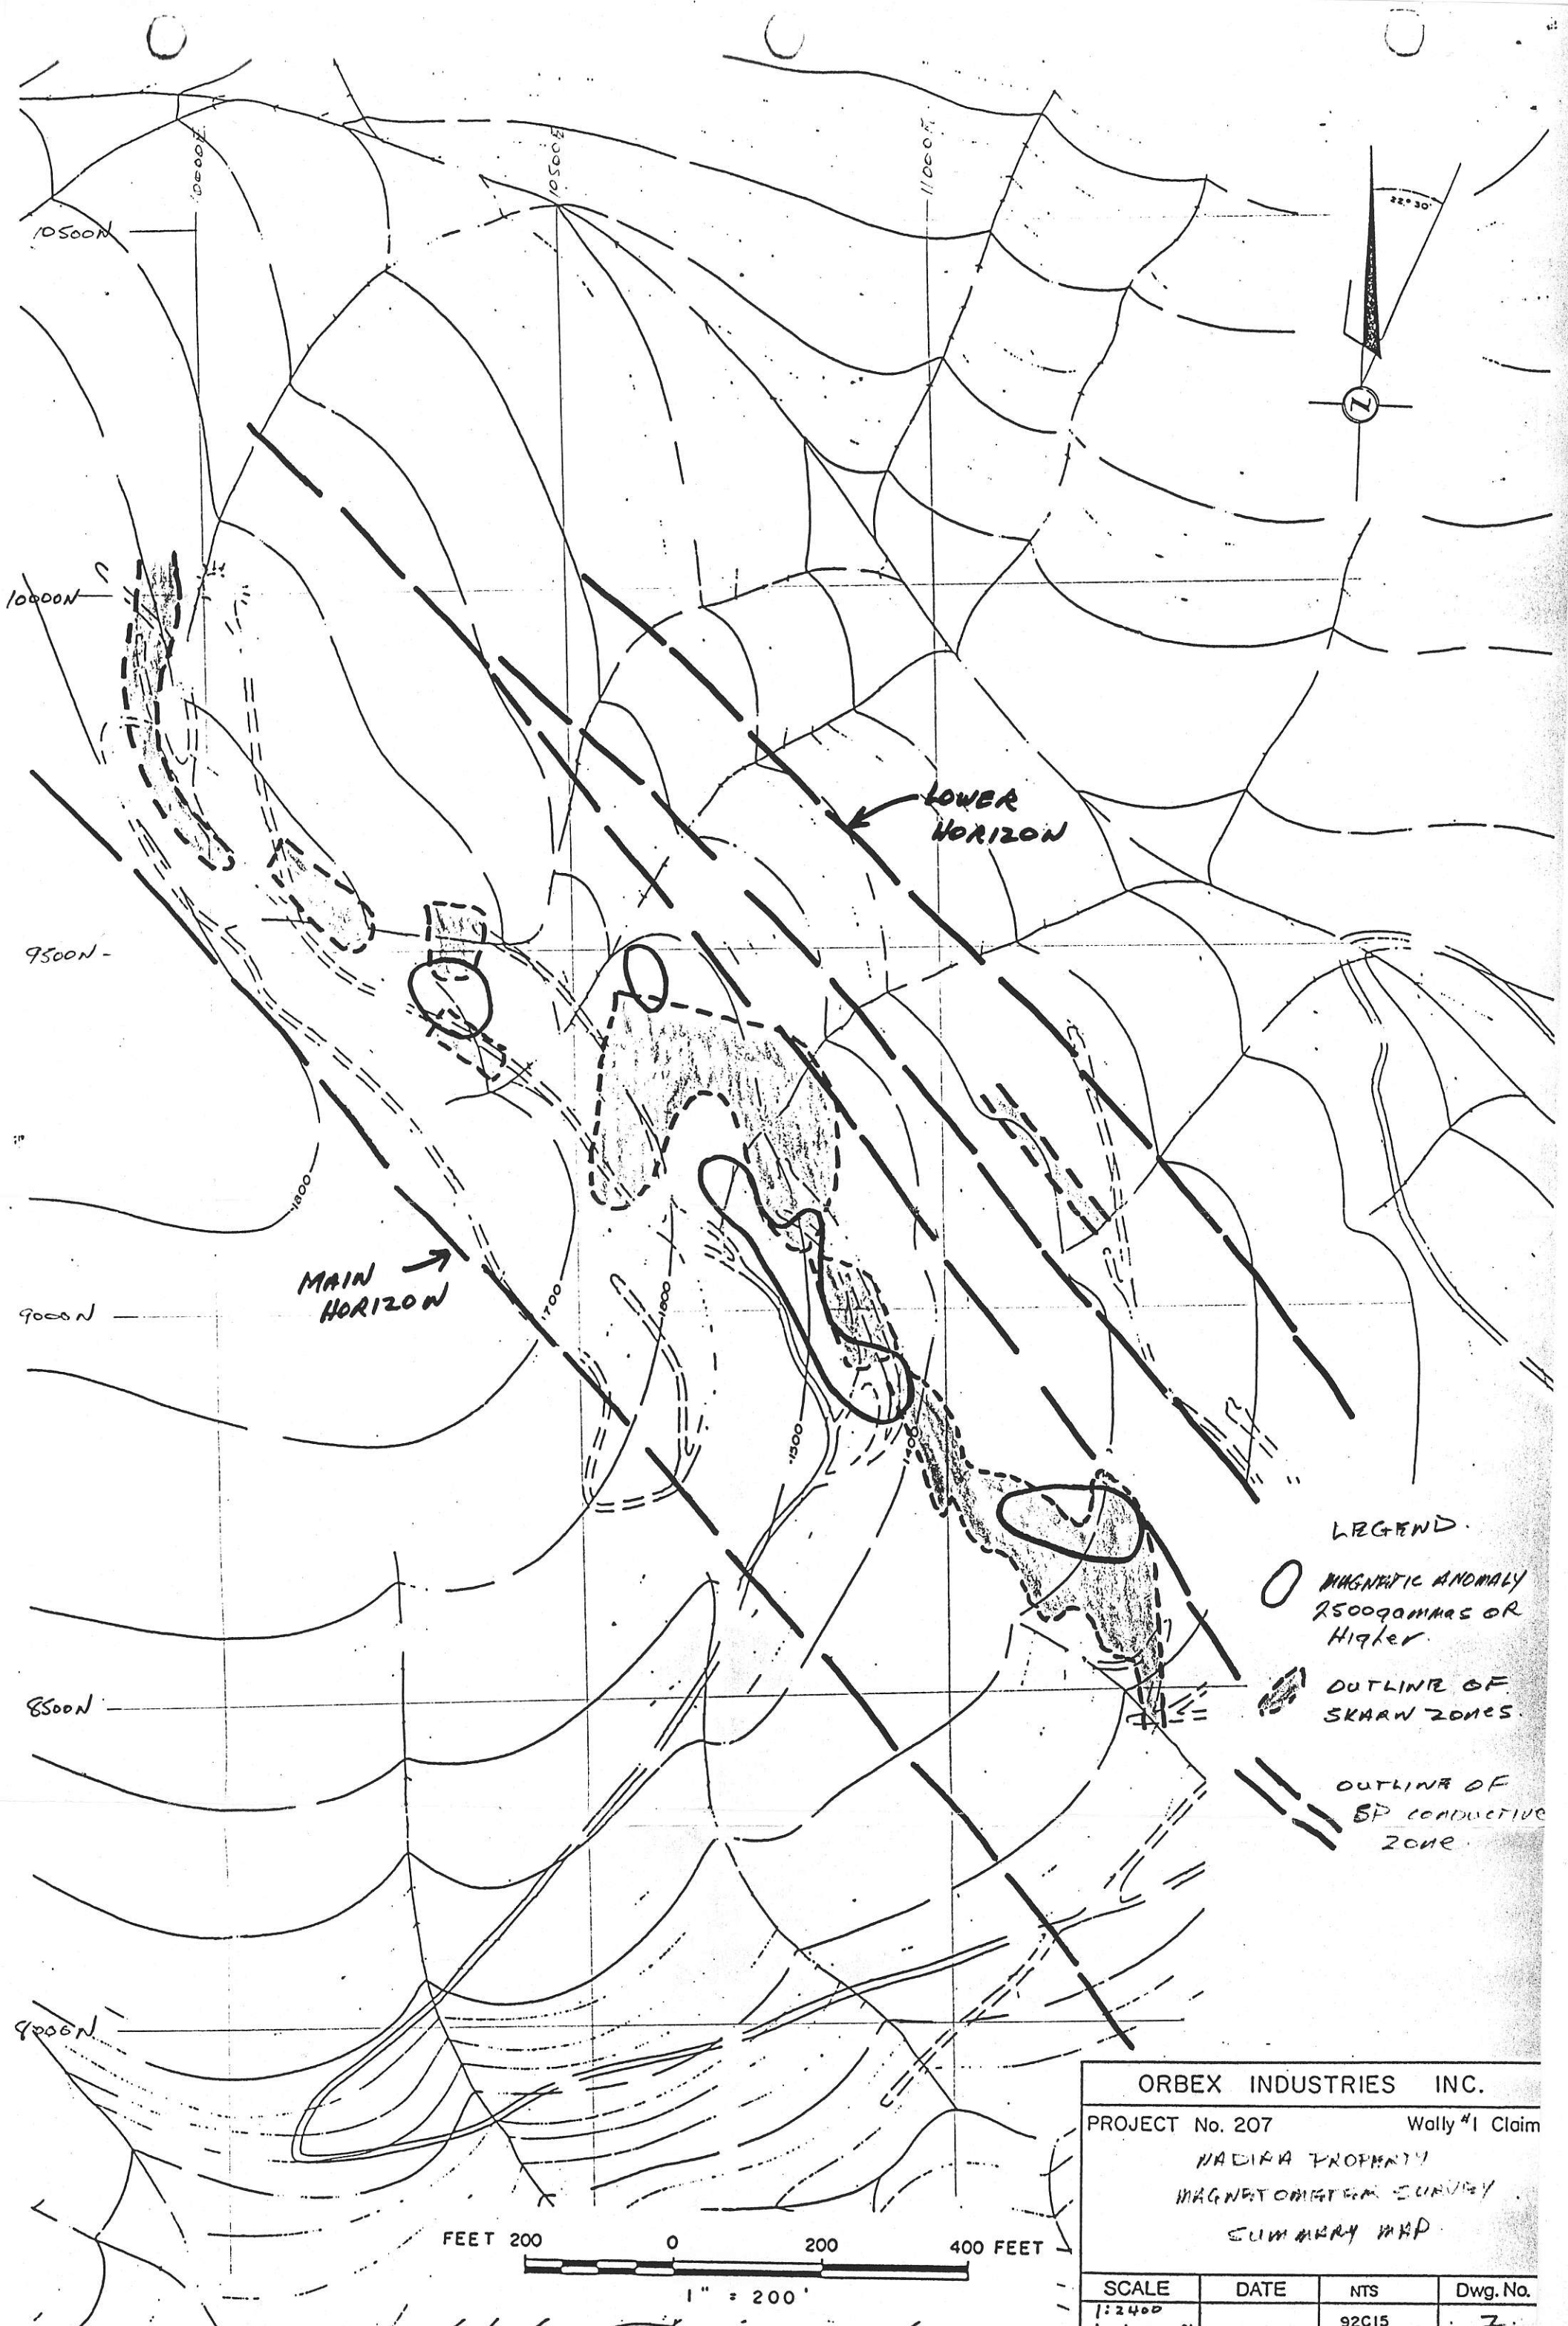 10000E
10500E
11000E
22° 30'
10500N
N
10000N
LOWER
HORIZON
9500N
1800
MAIN
HORIZON
1700
1600
9000N
1500
1400
LEGEND.
MAGNETIC ANOMALY
2500 gammas OR
Higher.
8500N
OUTLINE OF
SKARN ZONES.
OUTLINE OF
SP CONDUCTIVE
ZONE.
8000N
ORBEX INDUSTRIES INC.
PROJECT No. 207 Wally #1 Claim
NADIRA PROPERTY
MAGNETOMETER SURVEY
SUMMARY MAP.
FEET 200 0 200 400 FEET
1" = 200'
SCALE DATE NTS Dwg. No.
1:2400
92C15 7.